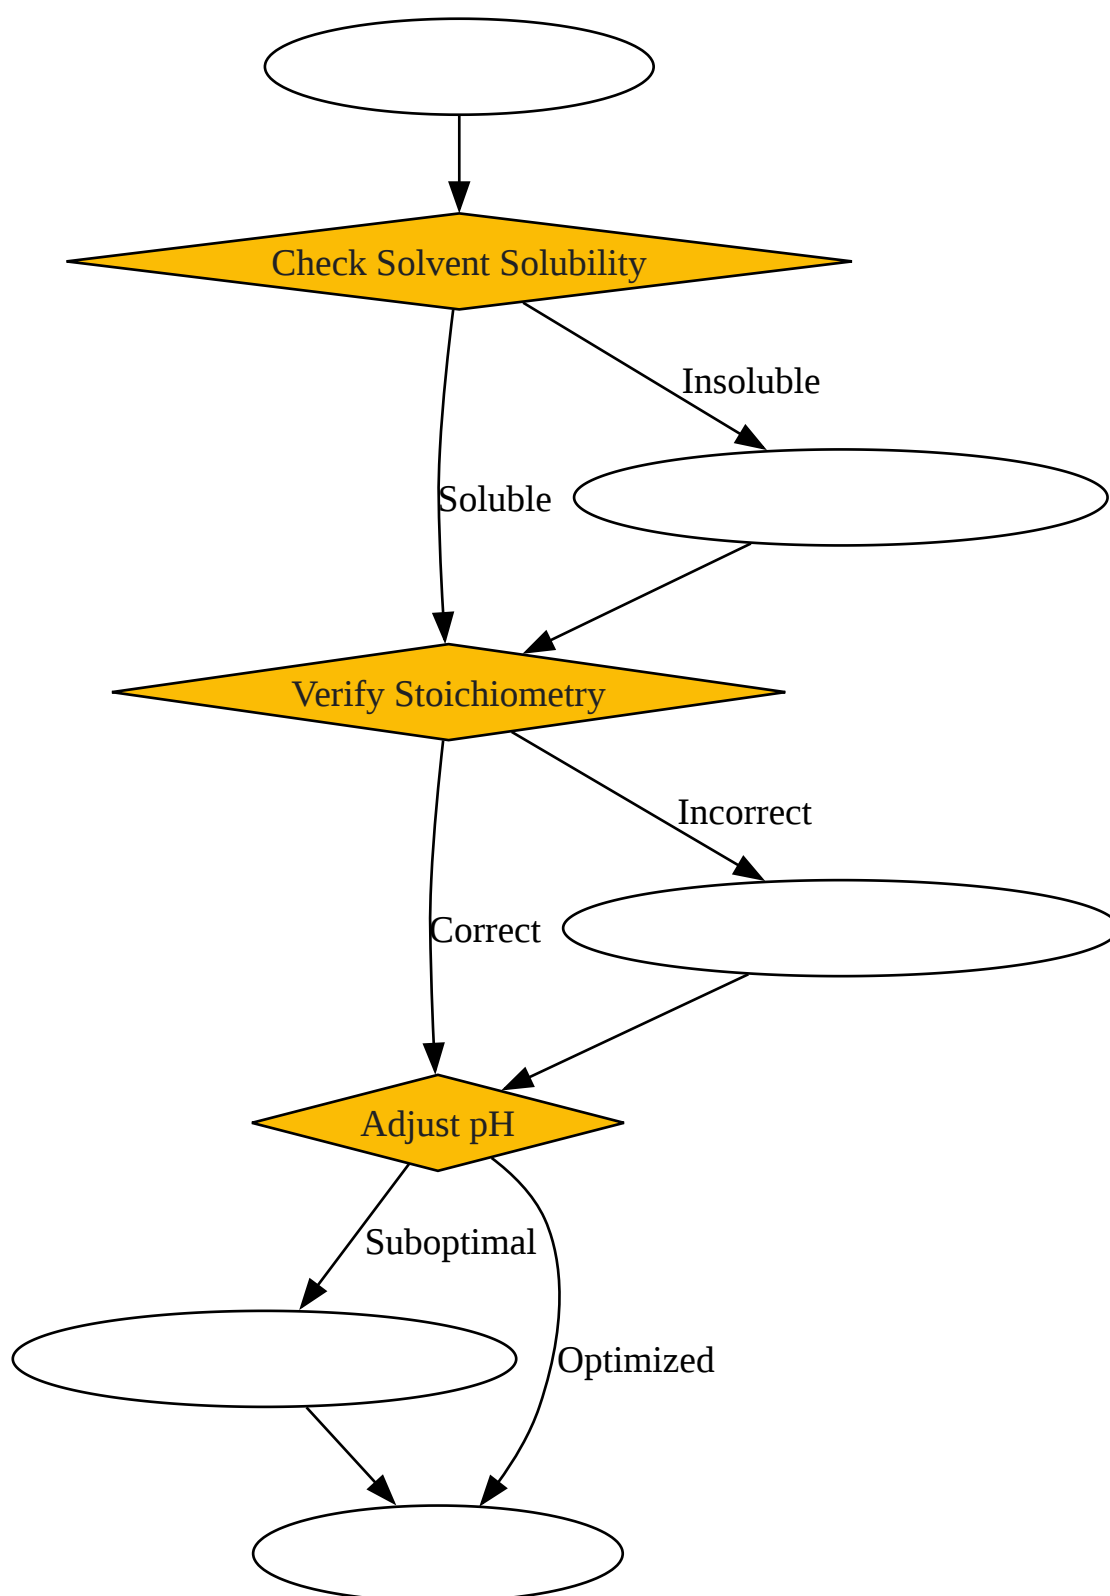 Check Solvent Solubility
Insoluble
Soluble
Verify Stoichiometry
Incorrect
Correct
Adjust pH
Suboptimal
Optimized